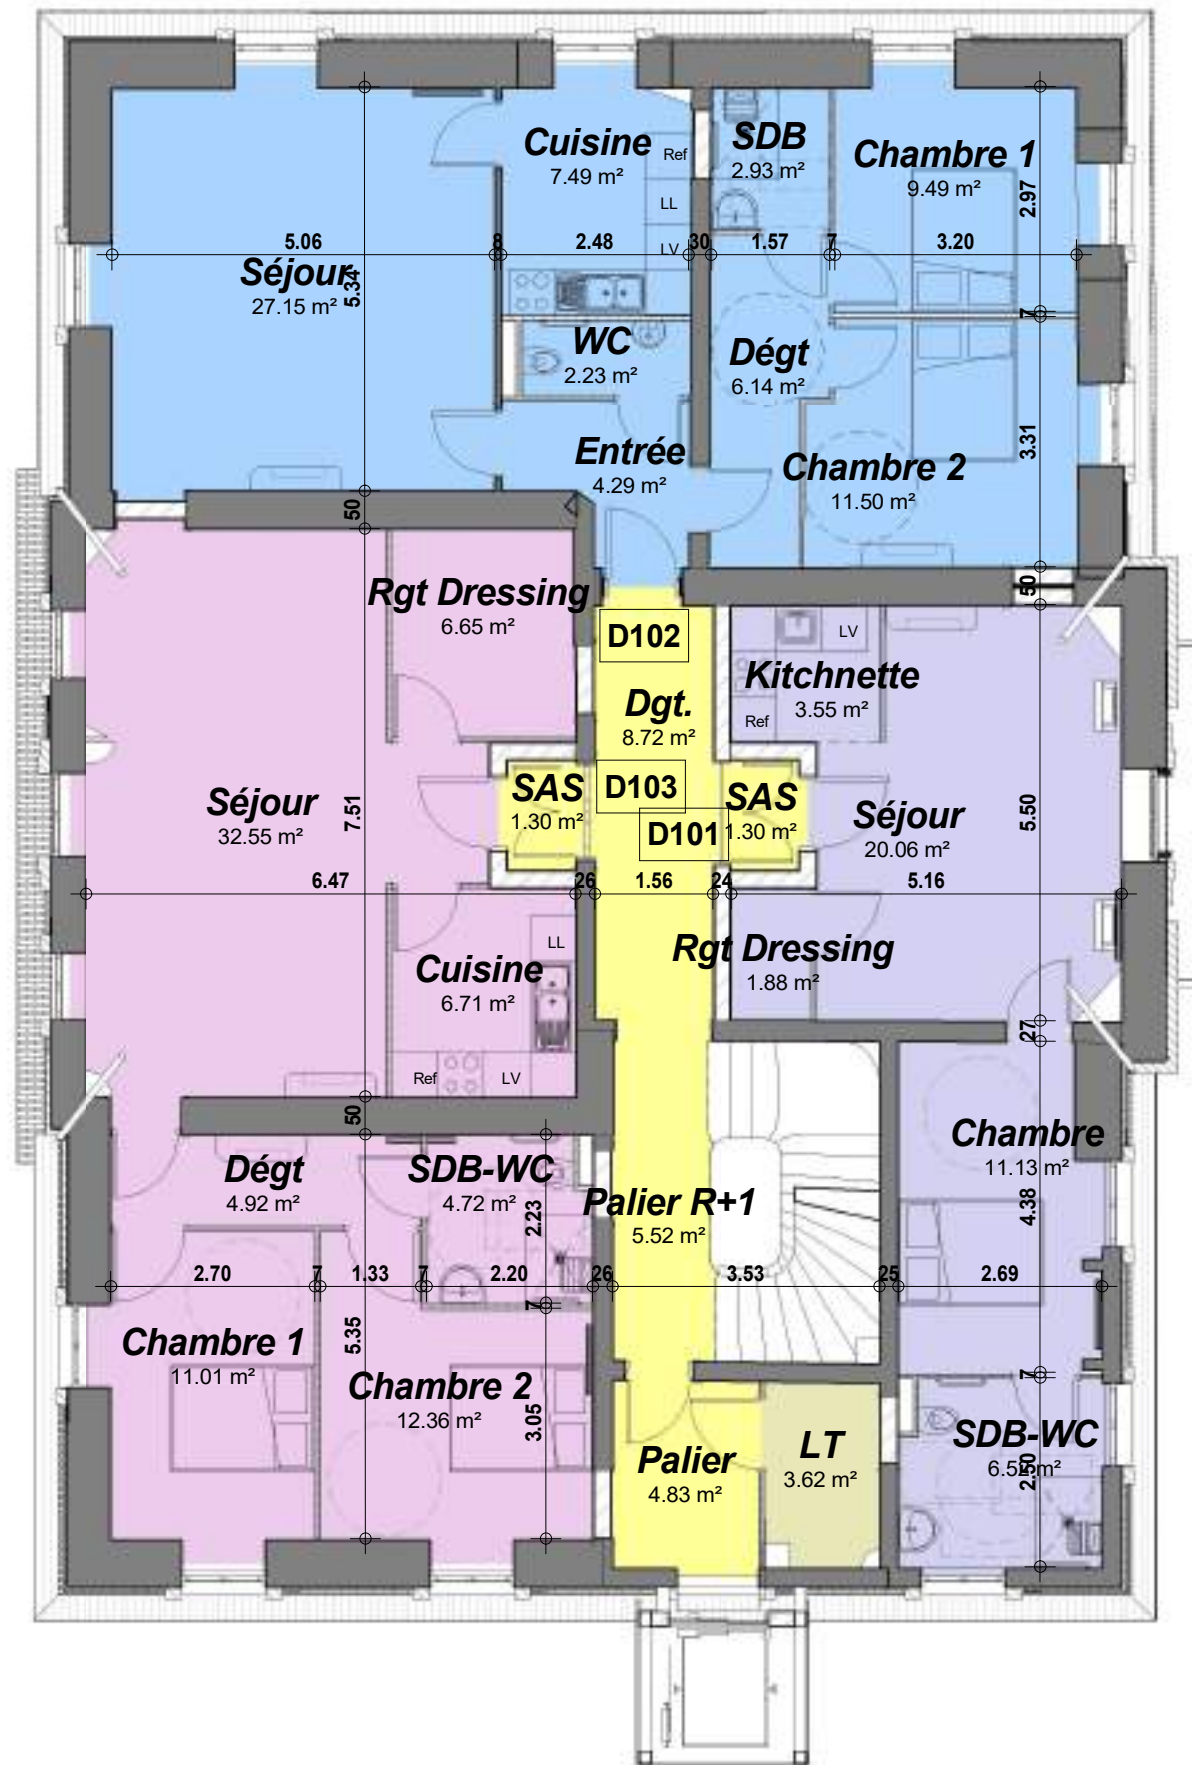 Cuisine
7.49 m²
Ref
LL
LV
SDB
2.93 m²
Chambre 1
9.49 m²
2.97
5.06
8
2.48
30
1.57
7
3.20
Séjour
27.15 m²
5.34
WC
2.23 m²
Dégt
6.14 m²
7
3.31
Entrée
4.29 m²
Chambre 2
11.50 m²
50
50
Rgt Dressing
6.65 m²
D102
LV
Kitchnette
3.55 m²
Ref
Dgt.
8.72 m²
SAS
1.30 m²
D103
D101
SAS
1.30 m²
Séjour
32.55 m²
7.51
Séjour
20.06 m²
5.50
6.47
26
1.56
24
5.16
LL
Cuisine
6.71 m²
Ref
LV
Rgt Dressing
1.88 m²
27
50
Dégt
4.92 m²
SDB-WC
4.72 m²
2.23
Palier R+1
5.52 m²
Chambre
11.13 m²
4.38
2.70
7
1.33
7
2.20
26
3.53
25
2.69
7
Chambre 1
11.01 m²
5.35
Chambre 2
12.36 m²
3.05
7
Palier
4.83 m²
LT
3.62 m²
SDB-WC
2.50